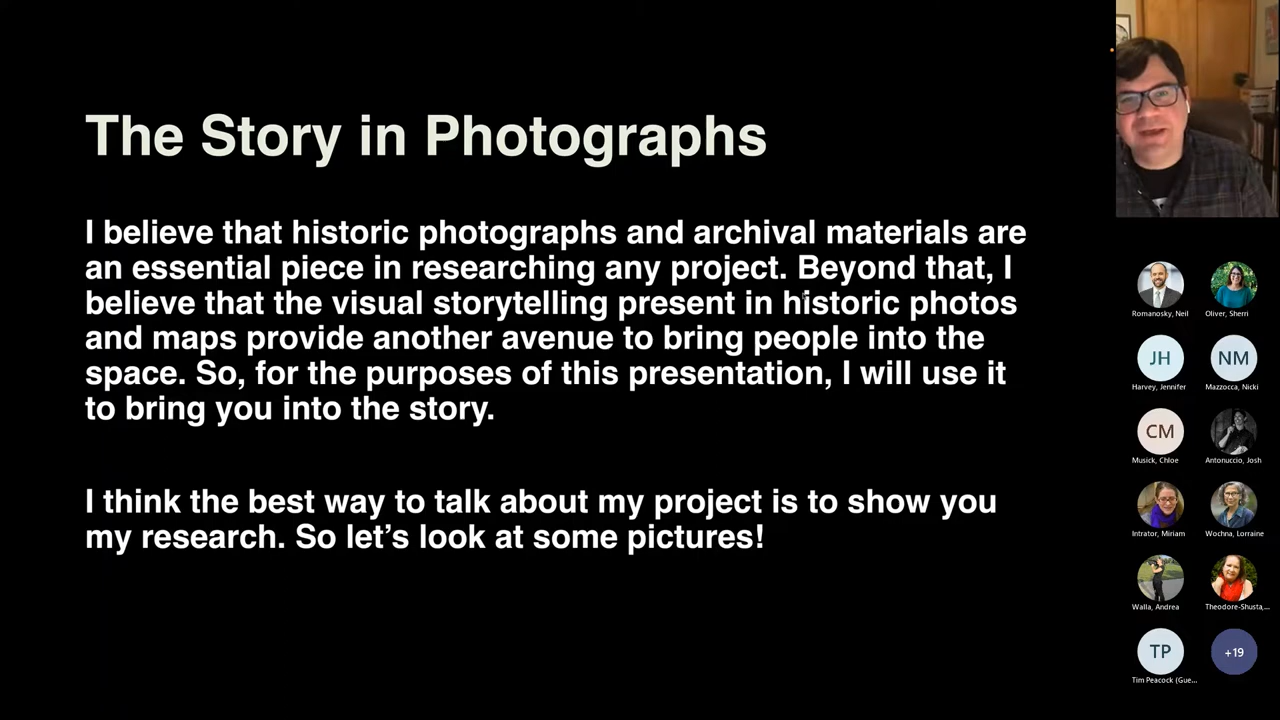 The Story in Photographs
I believe that historic photographs and archival materials are
an essential piece in researching any project. Beyond that, I
believe that the visual storytelling present in historic photos
and maps provide another avenue to bring people into the
space. So, for the purposes of this presentation, I will use it
to bring you into the story.
I think the best way to talk about my project is to show you
my research. So let’s look at some pictures!
Romanosky, Neil
Oliver, Sherri
JH
Harvey, Jennifer
NM
Mazzocca, Nicki
CM
Musick, Chloe
Antonuccio, Josh
Intrator, Miriam
Wochna, Lorraine
Walla, Andrea
Theodore-Shusta,...
TP
Tim Peacock (Gue...
+19